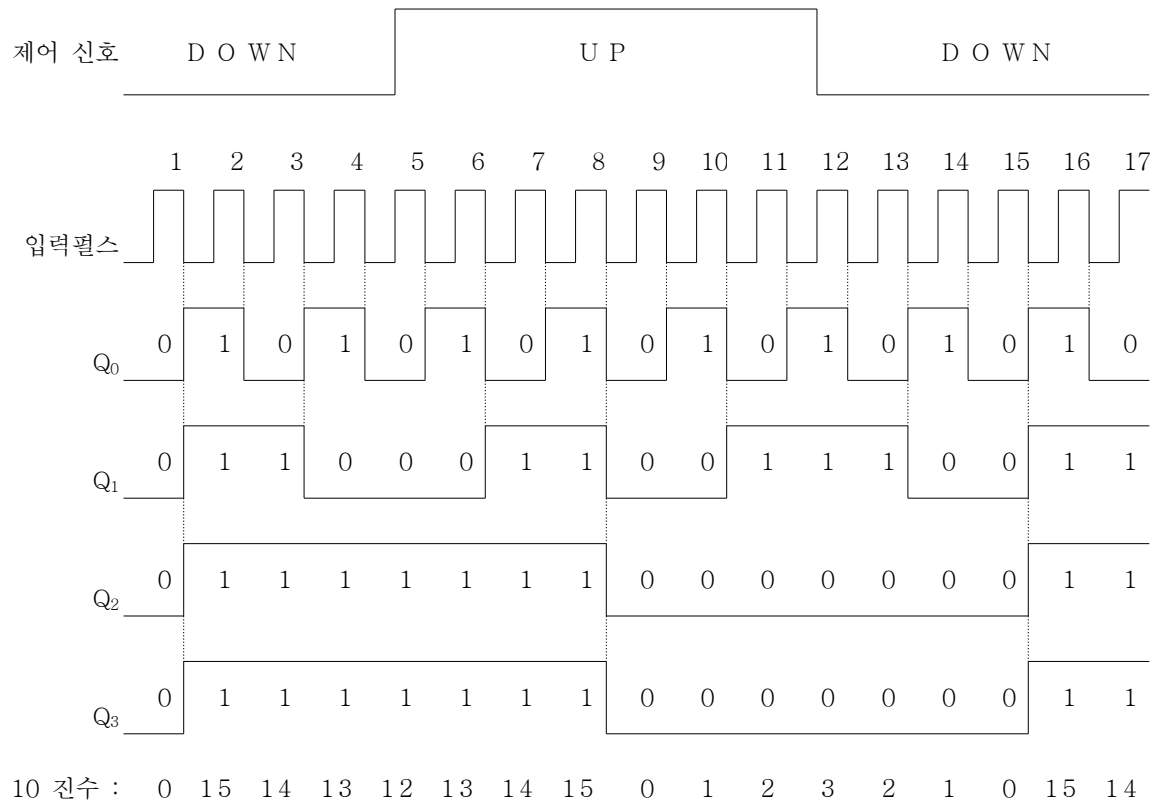 제어 신호 DOWN UP DOWN
1 2 3 4 5 6 7 8 9 10 11 12 13 14 15 16 17
입력펄스
Q0 0 1 0 1 0 1 0 1 0 1 0 1 0 1 0 1 0
Q1 0 1 1 0 0 0 1 1 0 0 1 1 1 0 0 1 1
Q2 0 1 1 1 1 1 1 1 0 0 0 0 0 0 0 1 1
Q3 0 1 1 1 1 1 1 1 0 0 0 0 0 0 0 1 1
10 진수 : 0 15 14 13 12 13 14 15 0 1 2 3 2 1 0 15 14